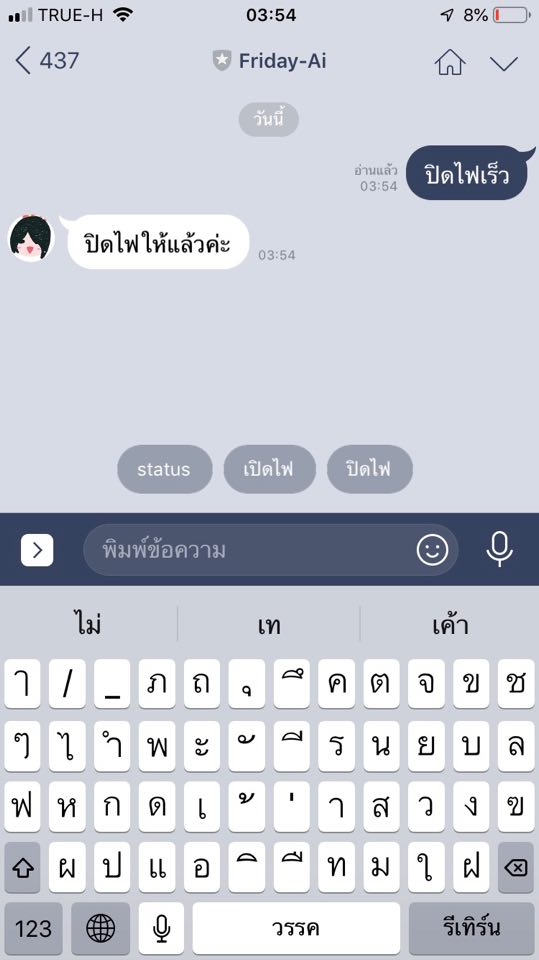 TRUE-H 03:54 8%
437 Friday-Ai
วันนี้
อ่านแล้ว
03:54
ปิดไฟเร็ว
ปิดไฟให้แล้วค่ะ 03:54
status เปิดไฟ ปิดไฟ
พิมพ์ข้อความ
ไม่ เท เค้า
ๅ / _ ภ ถ ุ ึ ค ต จ ข ช
ๆ ไ ำ พ ะ ั ี ร น ย บ ล
ฟ ห ก ด เ ้ ่ า ส ว ง ฃ
ผ ป แ อ ิ ื ท ม ใ ฝ
123 วรรค รีเทิร์น